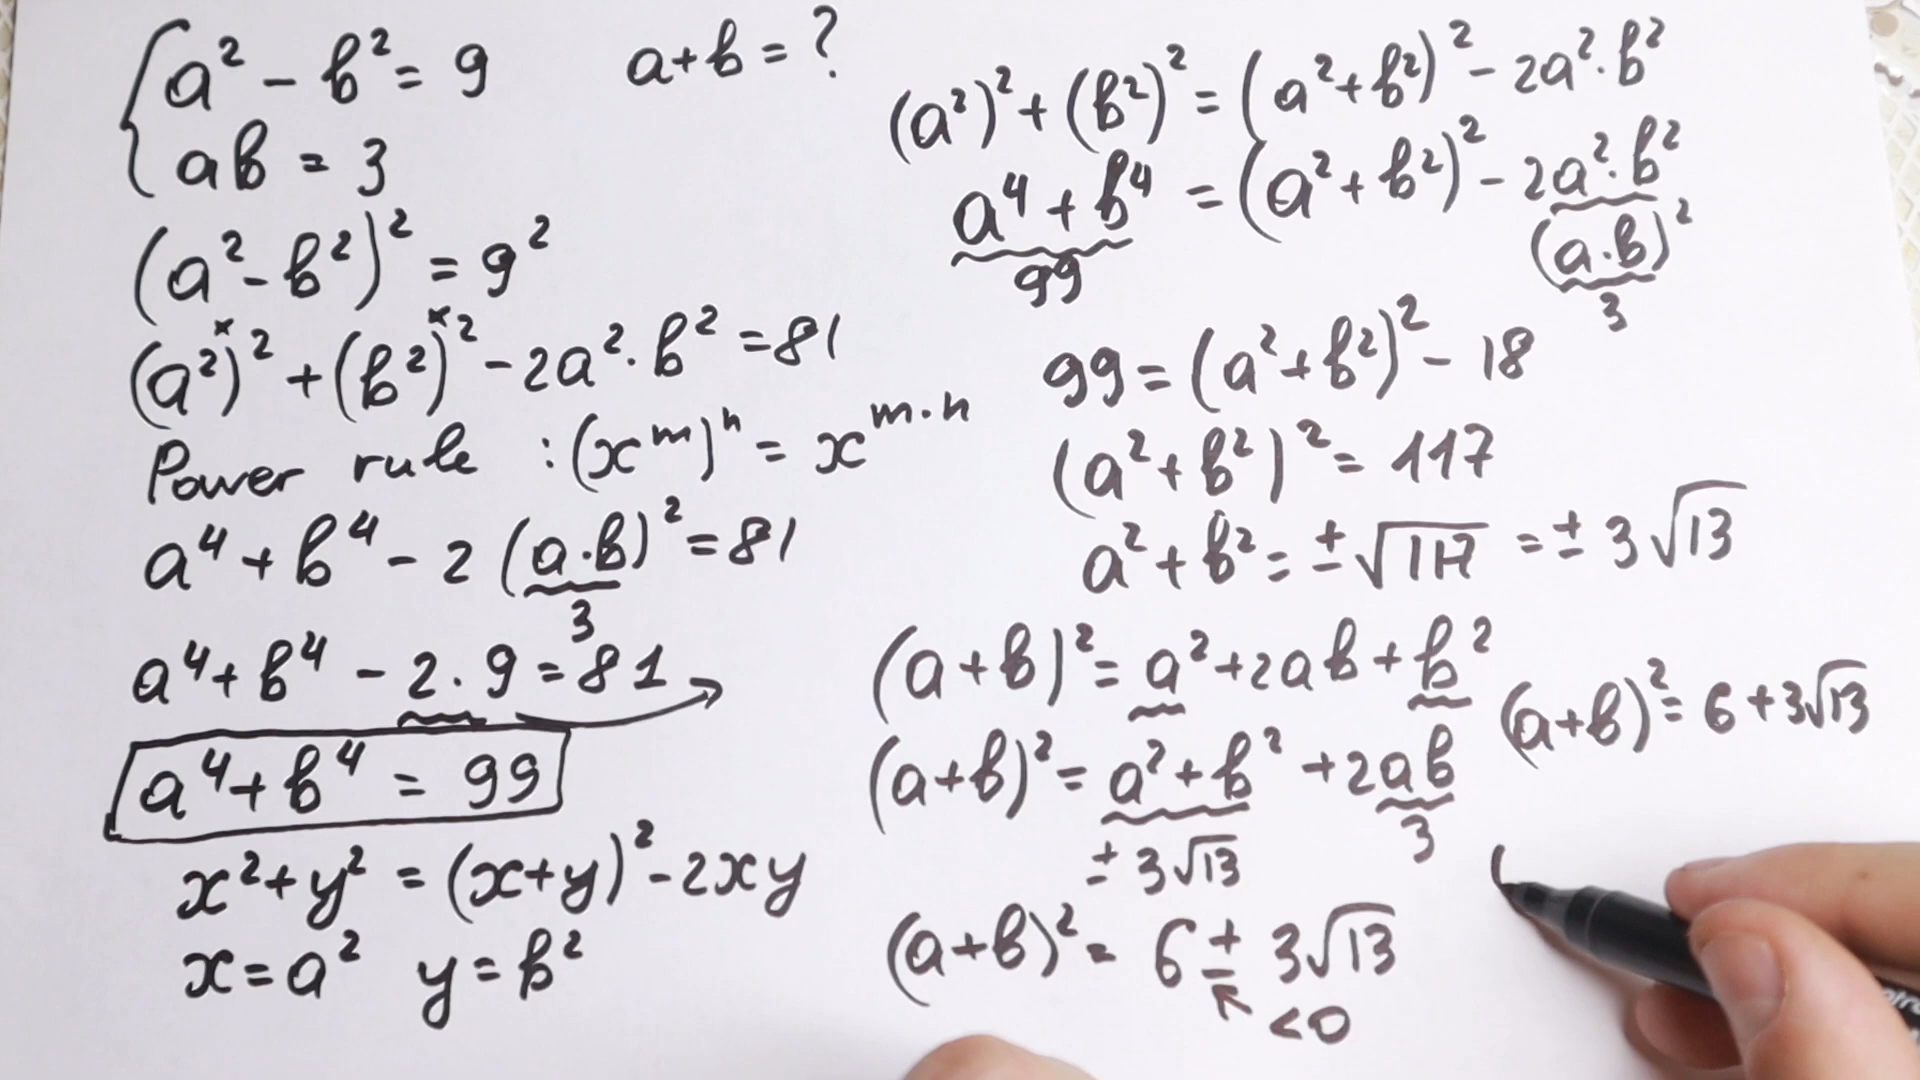 a² - b² = 9
ab = 3
a+b = ?
(a² - b²)² = 9²
(a²)² + (b²)² - 2a²·b² = 81
Power rule : (x^m)^n = x^(m·n)
a⁴ + b⁴ - 2(a·b)² = 81
3
a⁴ + b⁴ - 2·9 = 81
a⁴ + b⁴ = 99
x² + y² = (x+y)² - 2xy
x = a² y = b²
(a²)² + (b²)² = (a² + b²)² - 2a²·b²
a⁴ + b⁴ = (a² + b²)² - 2a²·b²
99
(a·b)²
3
99 = (a² + b²)² - 18
(a² + b²)² = 117
a² + b² = ±√117 = ±3√13
(a+b)² = a² + 2ab + b²
(a+b)² = a² + b² + 2ab
± 3√13
3
(a+b)² = 6 ± 3√13
<0
(a+b)² = 6 + 3√13
(